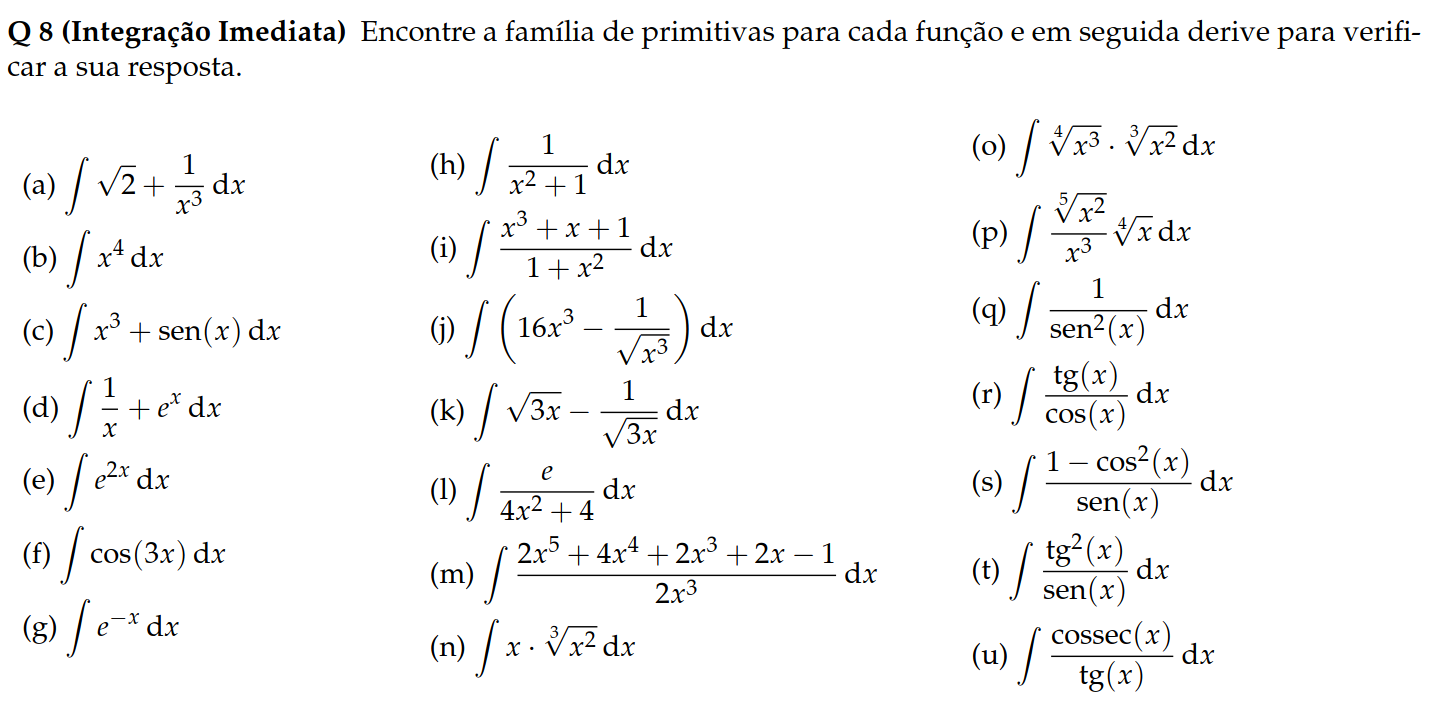 Q 8 (Integração Imediata) Encontre a família de primitivas para cada função e em seguida derive para verifi-
car a sua resposta.
(a) ∫ √2 + 1/x³ dx
(b) ∫ x⁴ dx
(c) ∫ x³ + sen(x) dx
(d) ∫ 1/x + eˣ dx
(e) ∫ e²ˣ dx
(f) ∫ cos(3x) dx
(g) ∫ e⁻ˣ dx
(h) ∫ 1/(x² + 1) dx
(i) ∫ (x³ + x + 1)/(1 + x²) dx
(j) ∫ (16x³ − 1/√(x³)) dx
(k) ∫ √(3x) − 1/√(3x) dx
(l) ∫ e/(4x² + 4) dx
(m) ∫ (2x⁵ + 4x⁴ + 2x³ + 2x − 1)/(2x³) dx
(n) ∫ x · ∛(x²) dx
(o) ∫ ∜(x³) · ∛(x²) dx
(p) ∫ ⁵√(x²)/x³ ∜x dx
(q) ∫ 1/sen²(x) dx
(r) ∫ tg(x)/cos(x) dx
(s) ∫ (1 − cos²(x))/sen(x) dx
(t) ∫ tg²(x)/sen(x) dx
(u) ∫ cossec(x)/tg(x) dx